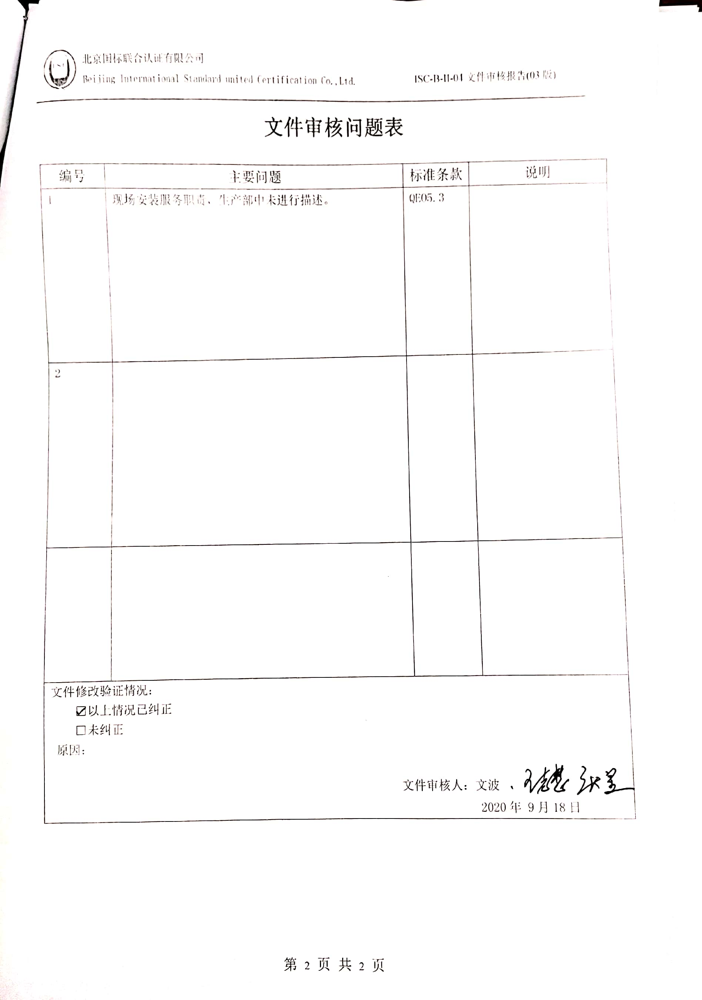 北京国标联合认证有限公司
Beijing International Standard united Certification Co.,Ltd.
ISC-B-II-04 文件审核报告(03版)
文件审核问题表
编号 主要问题 标准条款 说明
1 现场安装服务职责、生产部中未进行描述。 QEO5.3
2
文件修改验证情况:
☑以上情况已纠正
□未纠正
原因:
文件审核人: 文波 、
2020年 9月 18日
第 2 页 共 2 页